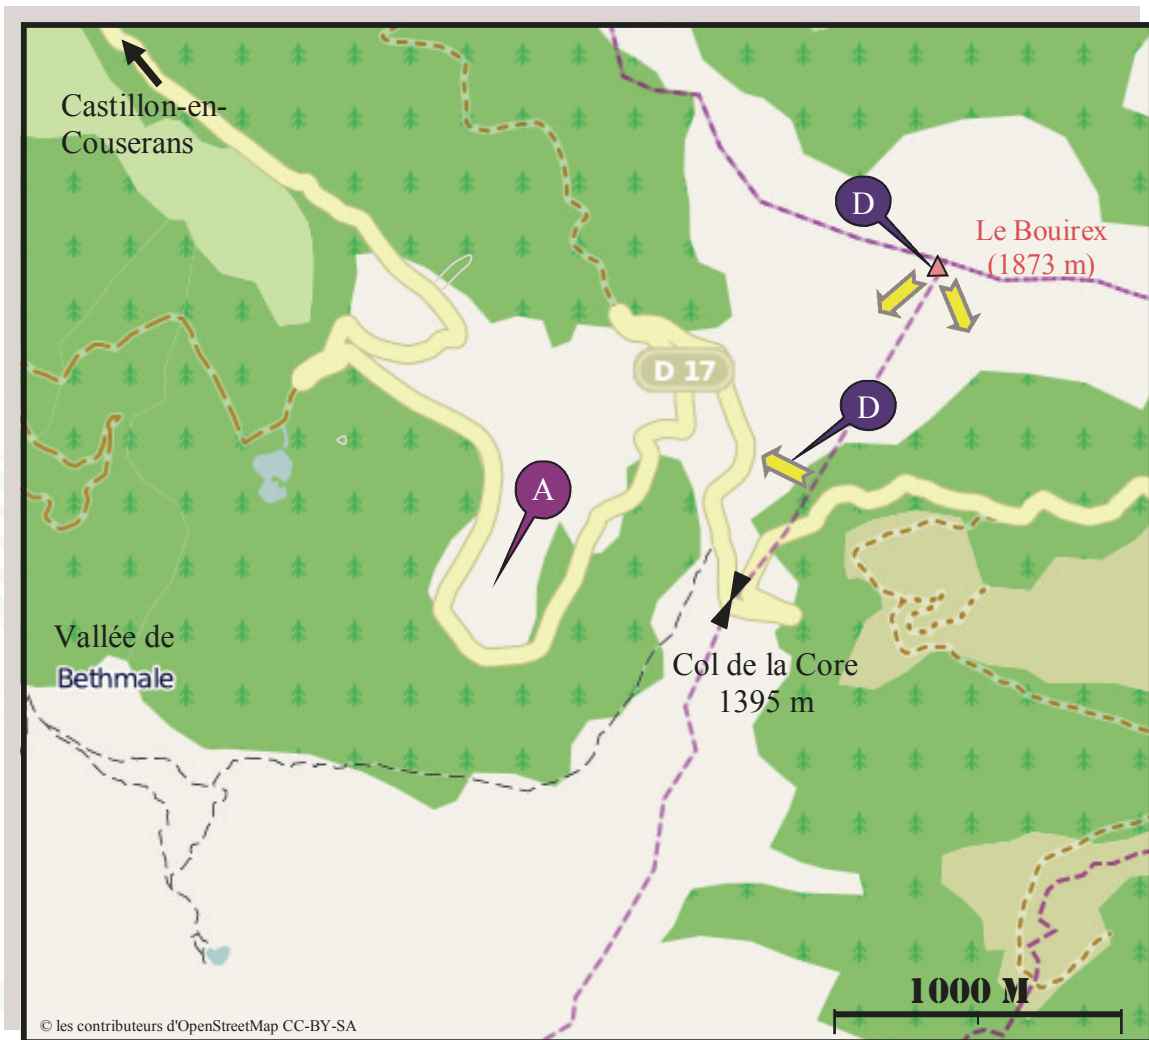 Castillon-en-
Couserans
D
Le Bouirex
(1873 m)
D 17
D
A
Vallée de
Bethmale
Col de la Core
1395 m
1000 M
© les contributeurs d'OpenStreetMap CC-BY-SA